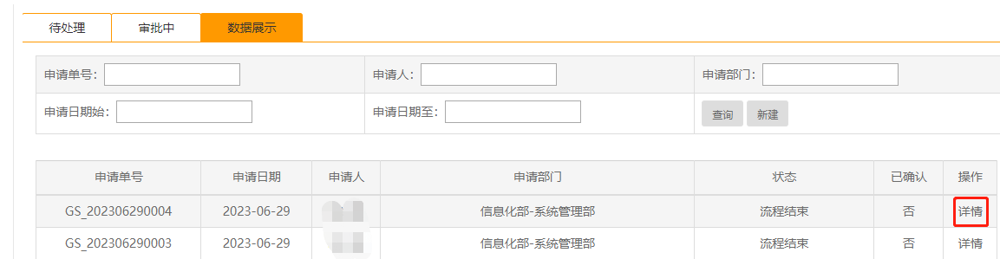 待处理 审批中 数据展示
申请单号： 申请人： 申请部门：
申请日期始： 申请日期至： 查询 新建
申请单号 申请日期 申请人 申请部门 状态 已确认 操作
GS_202306290004 2023-06-29 信息化部-系统管理部 流程结束 否 详情
GS_202306290003 2023-06-29 信息化部-系统管理部 流程结束 否 详情